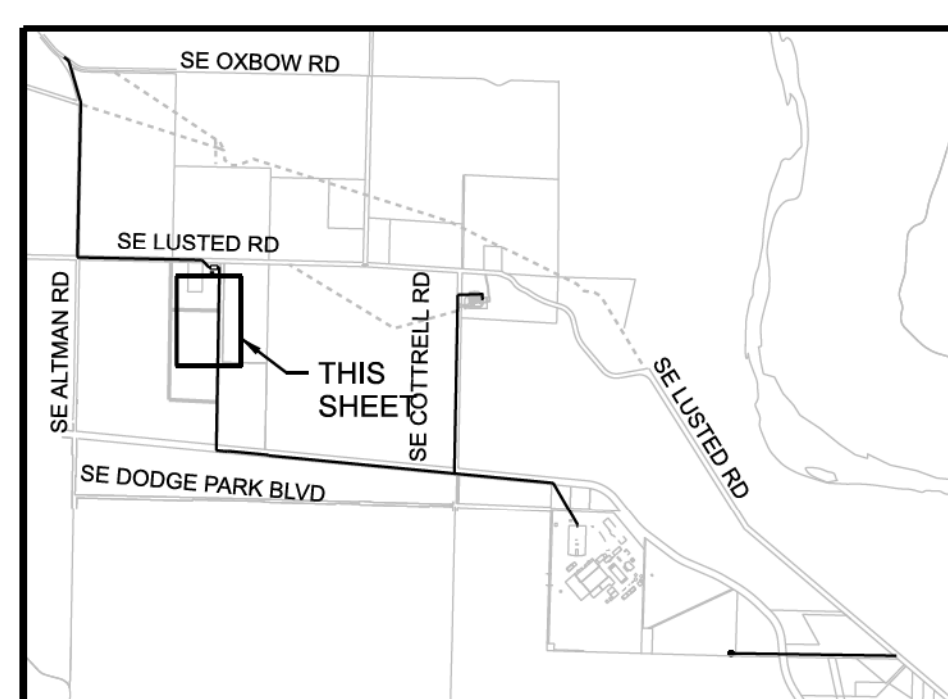 SE OXBOW RD
SE LUSTED RD
SE ALTMAN RD
THIS
SHEET
SE COTTRELL RD
SE LUSTED RD
SE DODGE PARK BLVD